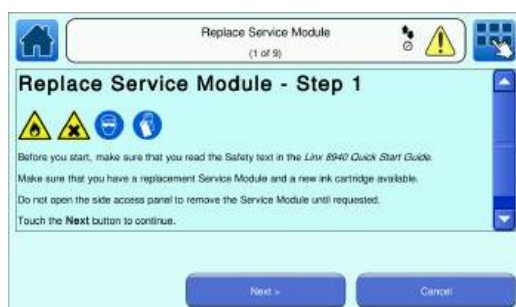 Replace Service Module
(1 of 9)
Replace Service Module - Step 1
Before you start, make sure that you read the Safety text in the Linx 8940 Quick Start Guide.
Make sure that you have a replacement Service Module and a new ink cartridge available.
Do not open the side access panel to remove the Service Module until requested.
Touch the Next button to continue.
Next »
Cancel